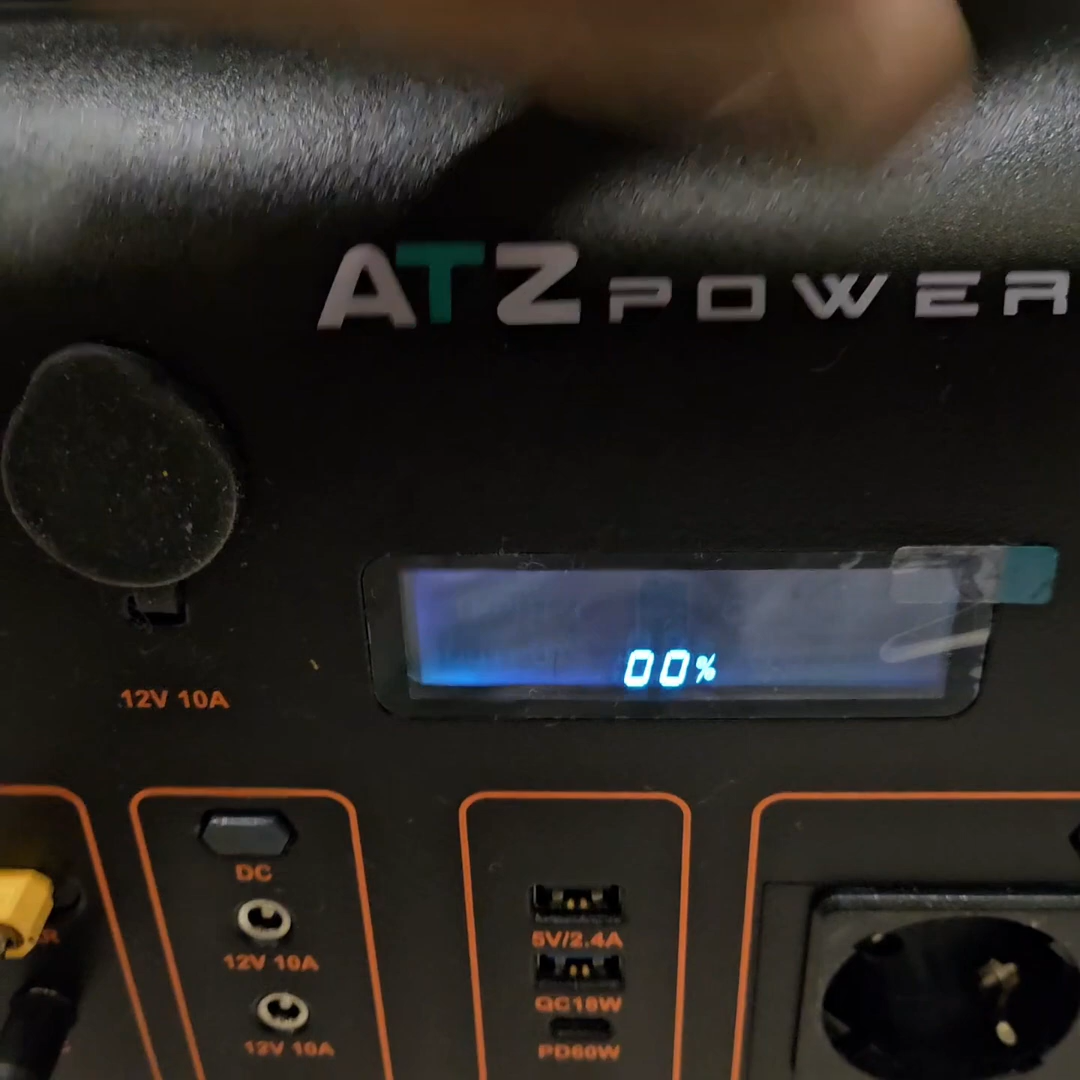 ATZ POWER
00%
12V 10A
DC
12V 10A
12V 10A
5V/2.4A
QC18W
PD60W